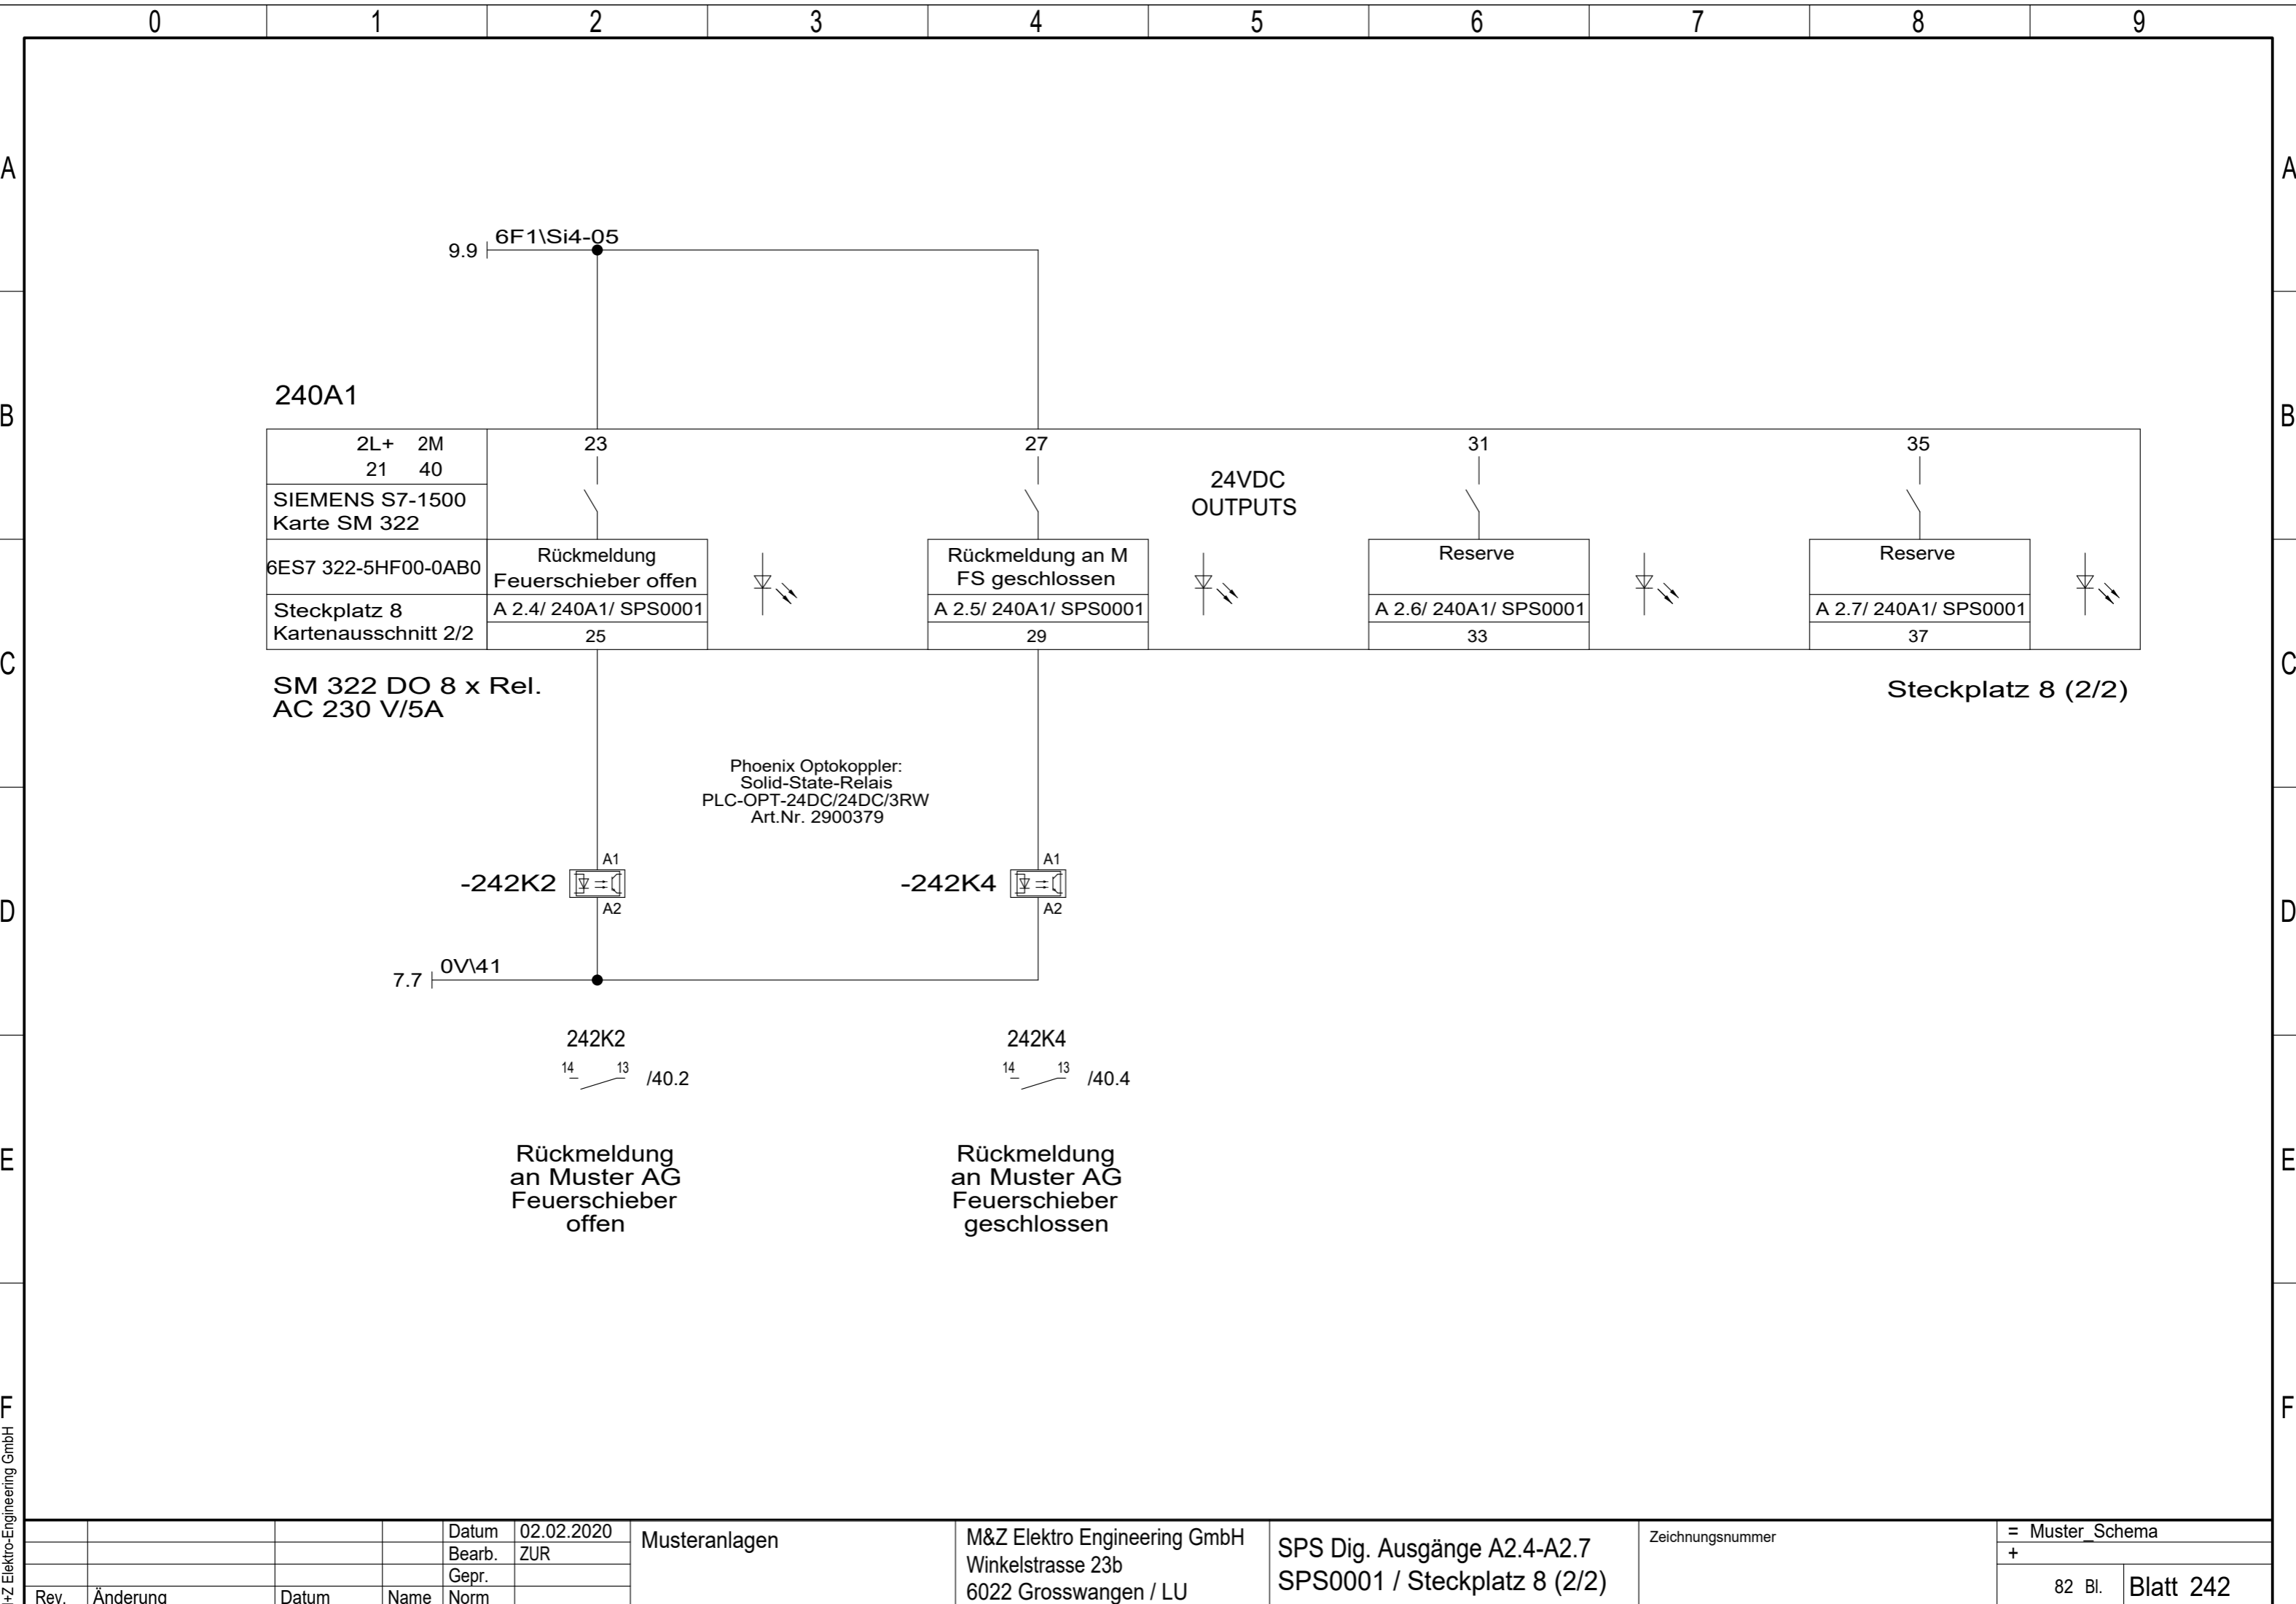 0 1 2 3 4 5 6 7 8 9
A A
6F1\Si4-05
9.9
240A1
B B
2L+ 2M
21 40
23 27 31 35
24VDC
OUTPUTS
SIEMENS S7-1500
Karte SM 322
6ES7 322-5HF00-0AB0
Rückmeldung
Feuerschieber offen
Rückmeldung an M
FS geschlossen
Reserve
Reserve
Steckplatz 8
Kartenausschnitt 2/2
A 2.4/ 240A1/ SPS0001
A 2.5/ 240A1/ SPS0001
A 2.6/ 240A1/ SPS0001
A 2.7/ 240A1/ SPS0001
25 29 33 37
C C
SM 322 DO 8 x Rel.
AC 230 V/5A
Steckplatz 8 (2/2)
Phoenix Optokoppler:
Solid-State-Relais
PLC-OPT-24DC/24DC/3RW
Art.Nr. 2900379
A1 A1
-242K2 -242K4
A2 A2
D D
0V\41
7.7
242K2 242K4
14 13 /40.2
14 13 /40.4
Rückmeldung
an Muster AG
Feuerschieber
offen
Rückmeldung
an Muster AG
Feuerschieber
geschlossen
E E
F F
+Z Elektro-Engineering GmbH
Datum 02.02.2020
Bearb. ZUR
Gepr.
Rev. Änderung Datum Name Norm
Musteranlagen
M&Z Elektro Engineering GmbH
Winkelstrasse 23b
6022 Grosswangen / LU
SPS Dig. Ausgänge A2.4-A2.7
SPS0001 / Steckplatz 8 (2/2)
Zeichnungsnummer
= Muster_Schema
+
82 Bl. Blatt 242